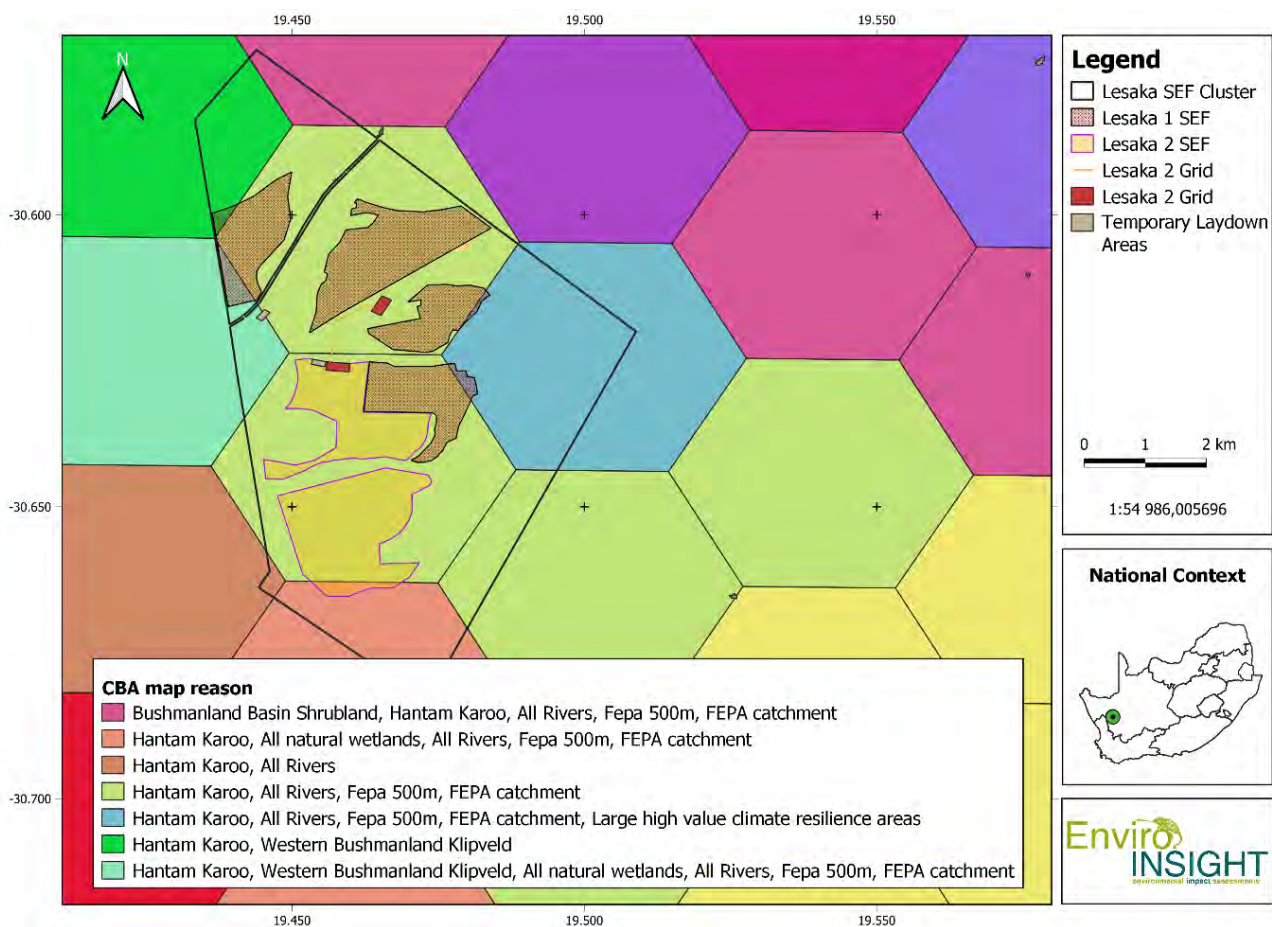 19.450 19.500 19.550
N
-30.600
-30.650
-30.700
19.450 19.500 19.550
CBA map reason
Bushmanland Basin Shrubland, Hantam Karoo, All Rivers, Fepa 500m, FEPA catchment
Hantam Karoo, All natural wetlands, All Rivers, Fepa 500m, FEPA catchment
Hantam Karoo, All Rivers
Hantam Karoo, All Rivers, Fepa 500m, FEPA catchment
Hantam Karoo, All Rivers, Fepa 500m, FEPA catchment, Large high value climate resilience areas
Hantam Karoo, Western Bushmanland Klipveld
Hantam Karoo, Western Bushmanland Klipveld, All natural wetlands, All Rivers, Fepa 500m, FEPA catchment
Legend
Lesaka SEF Cluster
Lesaka 1 SEF
Lesaka 2 SEF
Lesaka 2 Grid
Lesaka 2 Grid
Temporary Laydown
Areas
0 1 2 km
1:54 986,005696
National Context
Enviro
INSIGHT
environmental impact assessments